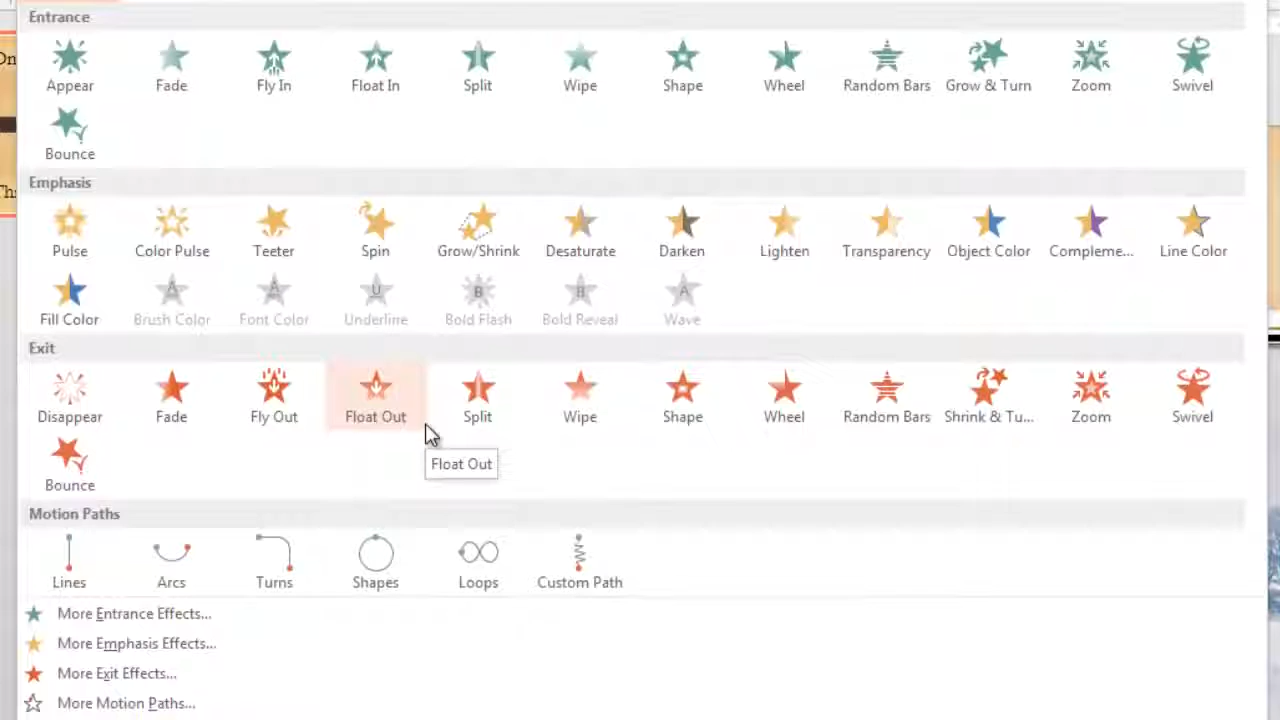 Entrance
Appear Fade Fly In Float In Split Wipe Shape Wheel Random Bars Grow & Turn Zoom Swivel
Bounce
Emphasis
Pulse Color Pulse Teeter Spin Grow/Shrink Desaturate Darken Lighten Transparency Object Color Compleme... Line Color
Fill Color Brush Color Font Color Underline Bold Flash Bold Reveal Wave
Exit
Disappear Fade Fly Out Float Out Split Wipe Shape Wheel Random Bars Shrink & Tu... Zoom Swivel
Float Out
Bounce
Motion Paths
Lines Arcs Turns Shapes Loops Custom Path
More Entrance Effects...
More Emphasis Effects...
More Exit Effects...
More Motion Paths...